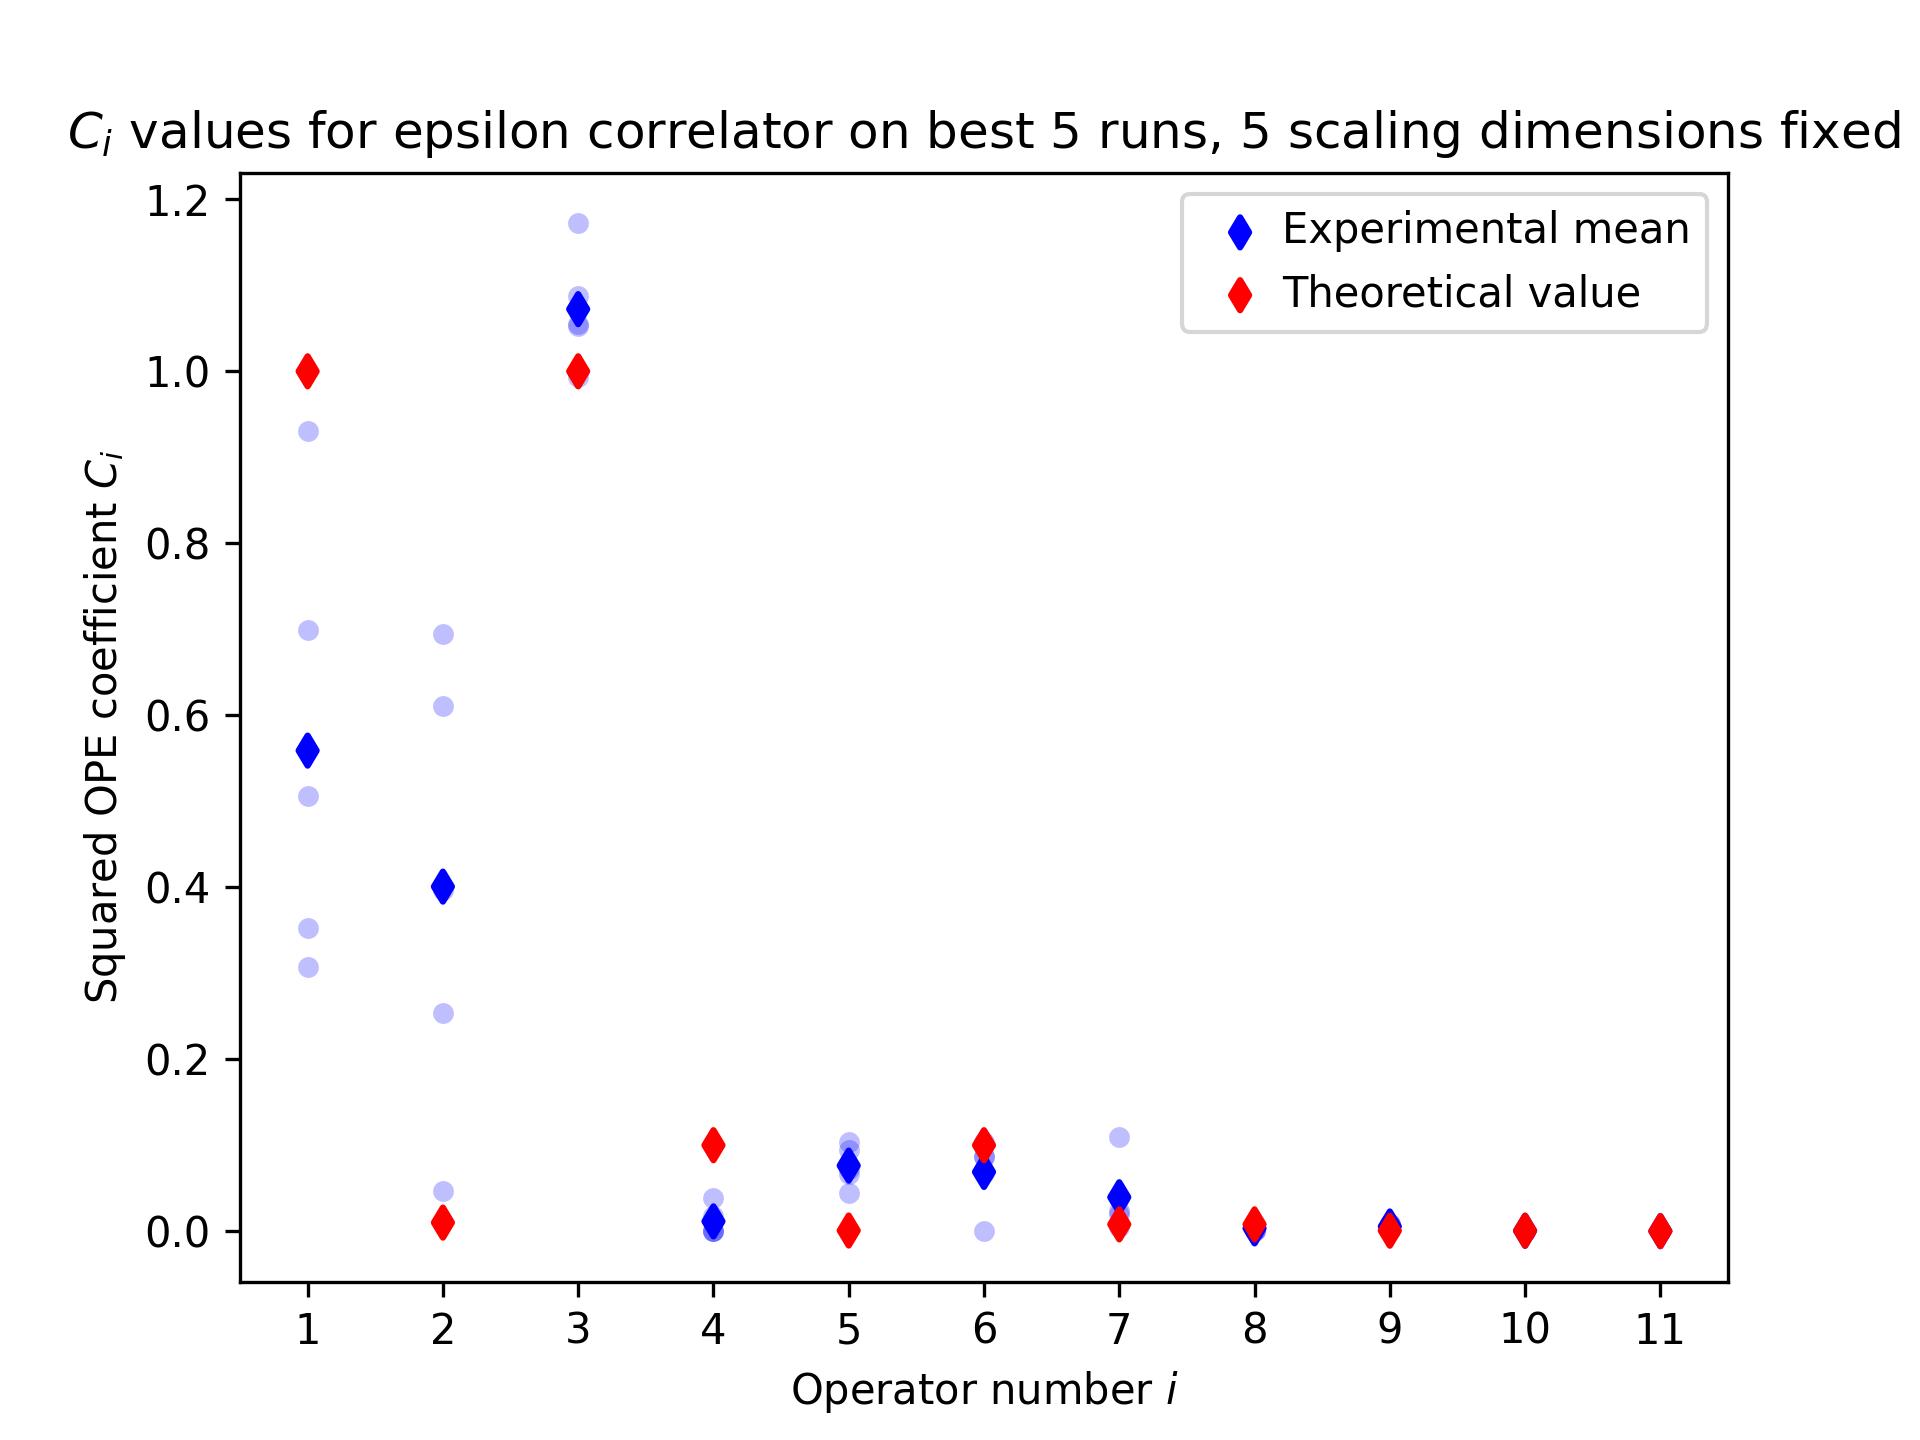 Cᵢ values for epsilon correlator on best 5 runs, 5 scaling dimensions fixed
Experimental mean
Theoretical value
Squared OPE coefficient Cᵢ
1.2
1.0
0.8
0.6
0.4
0.2
0.0
1 2 3 4 5 6 7 8 9 10 11
Operator number i